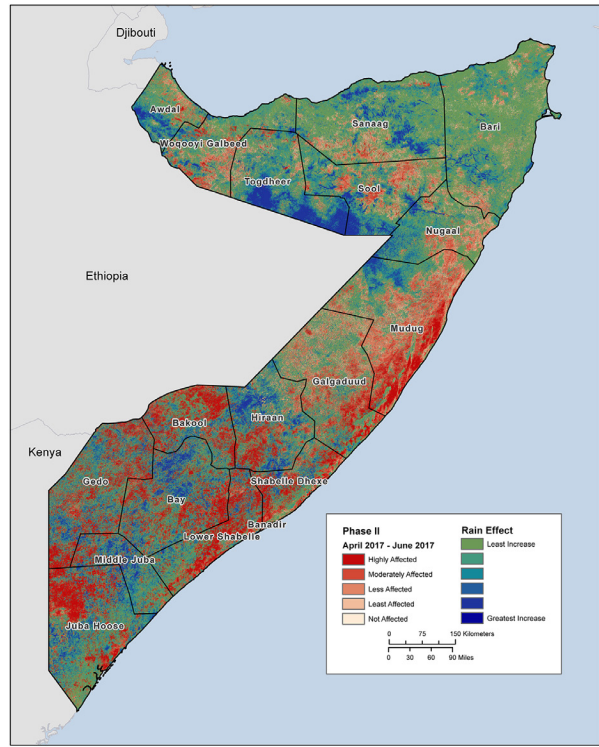 Djibouti
Awdal
Woqooyi Galbeed
Sanaag
Bari
Togdheer
Sool
Nugaal
Ethiopia
Mudug
Galgaduud
Hiraan
Bakool
Kenya
Gedo
Shabelle Dhexe
Bay
Banadir
Lower Shabelle
Middle Juba
Juba Hoose
Phase II
April 2017 - June 2017
Highly Affected
Moderately Affected
Less Affected
Least Affected
Not Affected
Rain Effect
Least Increase
Greatest Increase
0 75 150 Kilometers
0 30 60 90 Miles